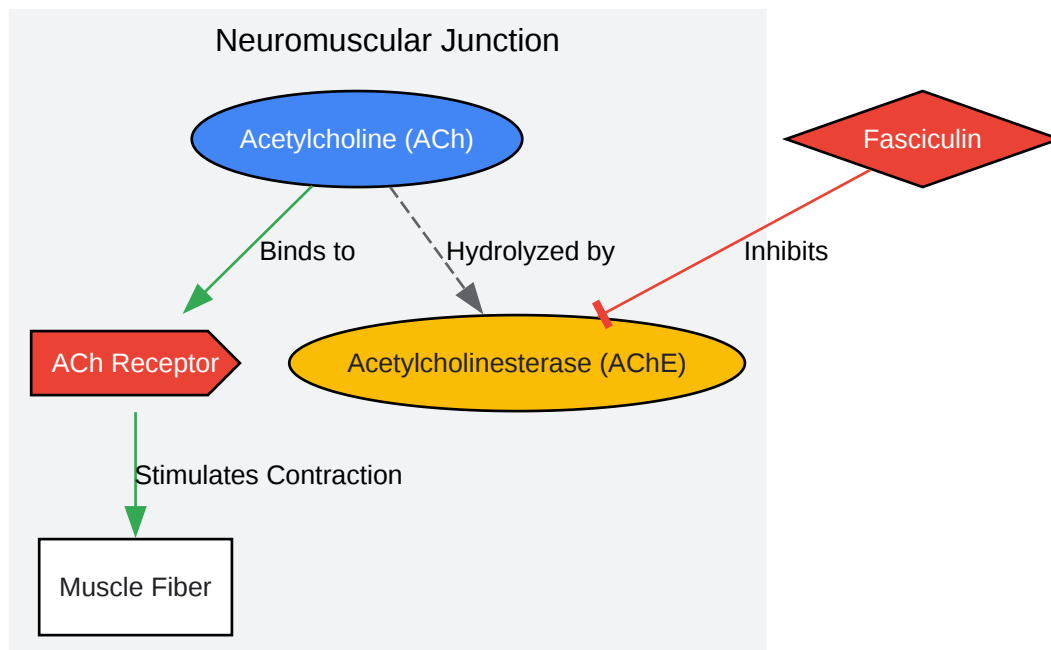 Neuromuscular Junction
Acetylcholine (ACh)
Fasciculin
Binds to
Hydrolyzed by
Inhibits
ACh Receptor
Acetylcholinesterase (AChE)
Stimulates Contraction
Muscle Fiber